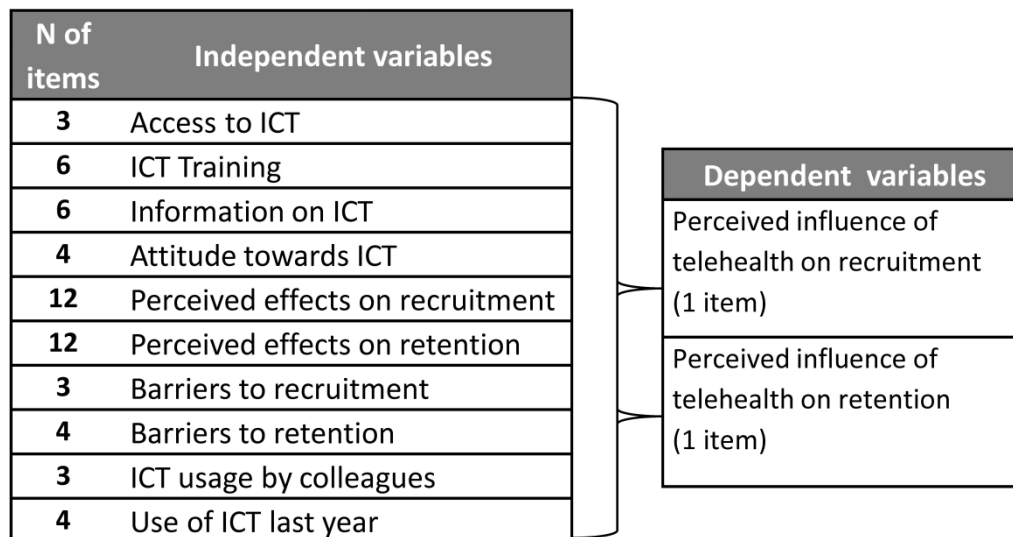 N of
items
Independent variables
3 Access to ICT
6 ICT Training
6 Information on ICT
4 Attitude towards ICT
12 Perceived effects on recruitment
12 Perceived effects on retention
3 Barriers to recruitment
4 Barriers to retention
3 ICT usage by colleagues
4 Use of ICT last year
Dependent variables
Perceived influence of
telehealth on recruitment
(1 item)
Perceived influence of
telehealth on retention
(1 item)